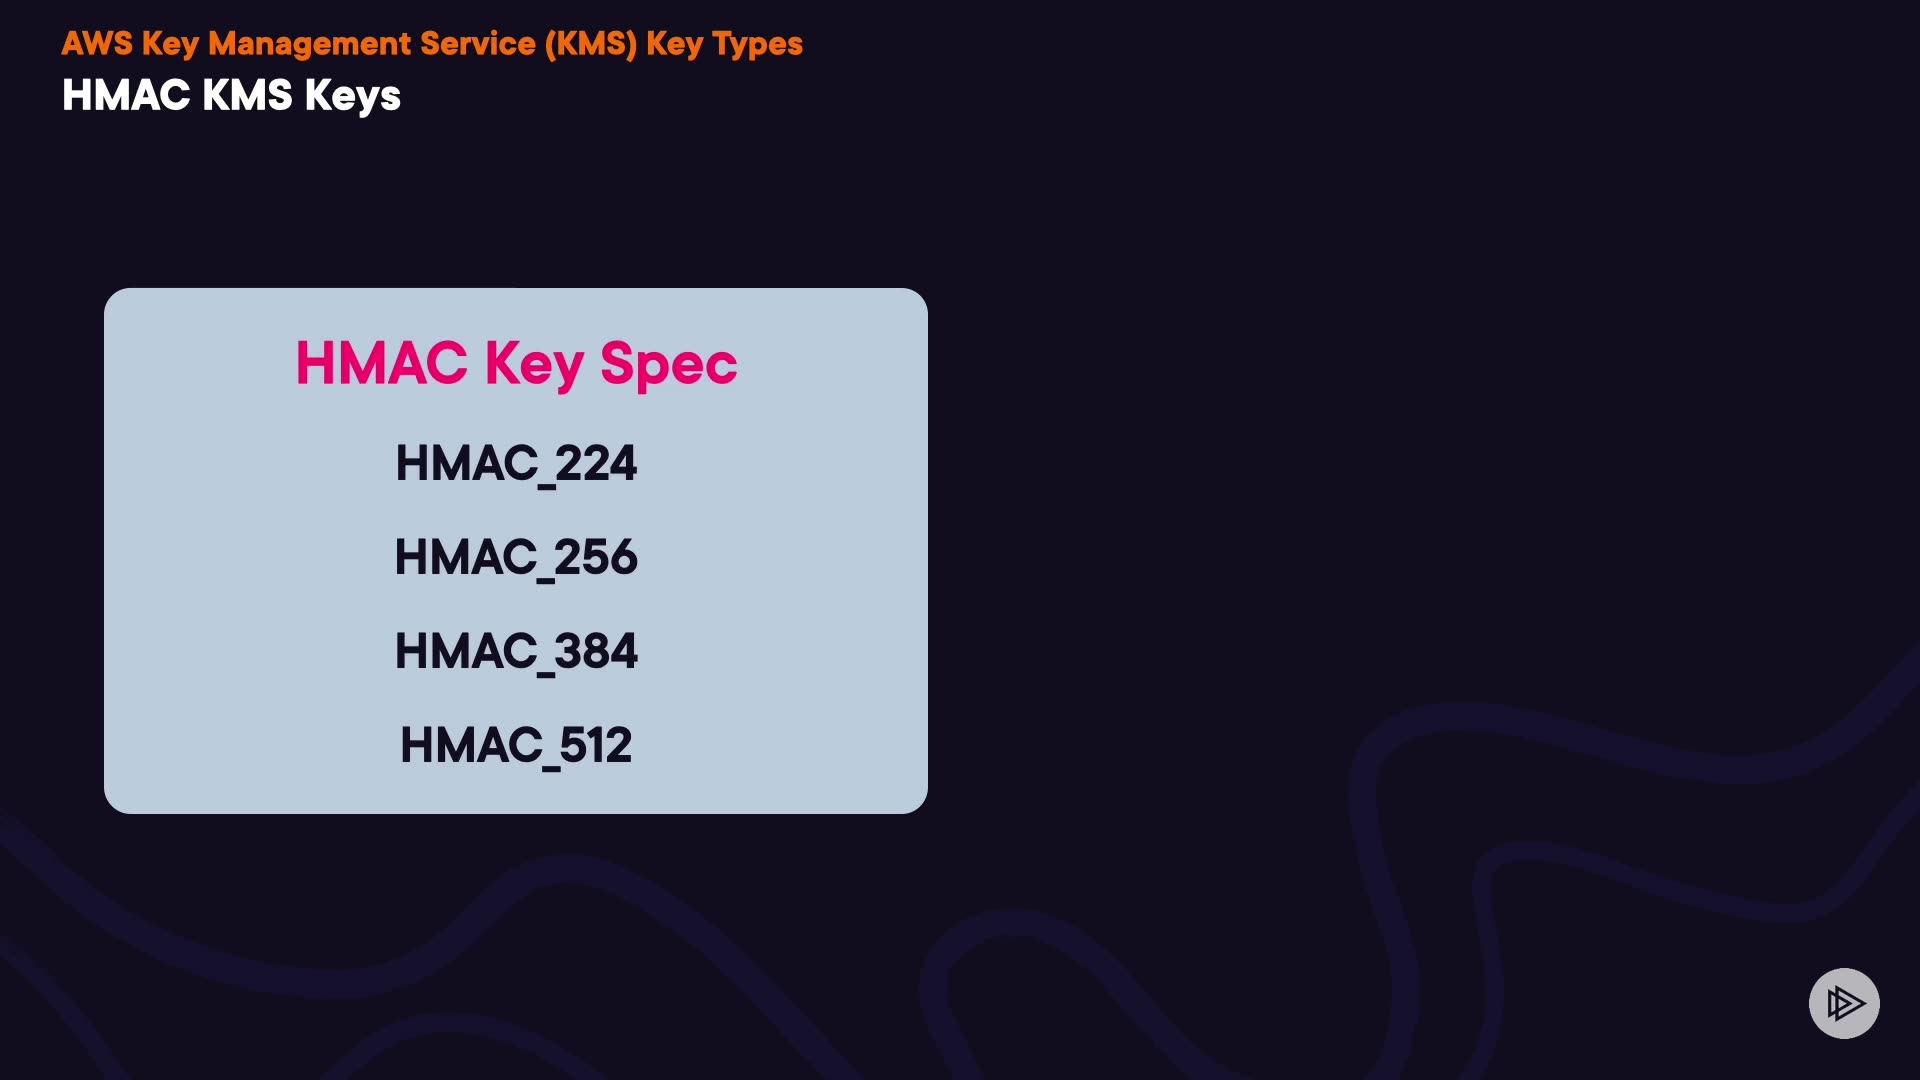 AWS Key Management Service (KMS) Key Types
HMAC KMS Keys
HMAC Key Spec
HMAC_224
HMAC_256
HMAC_384
HMAC_512